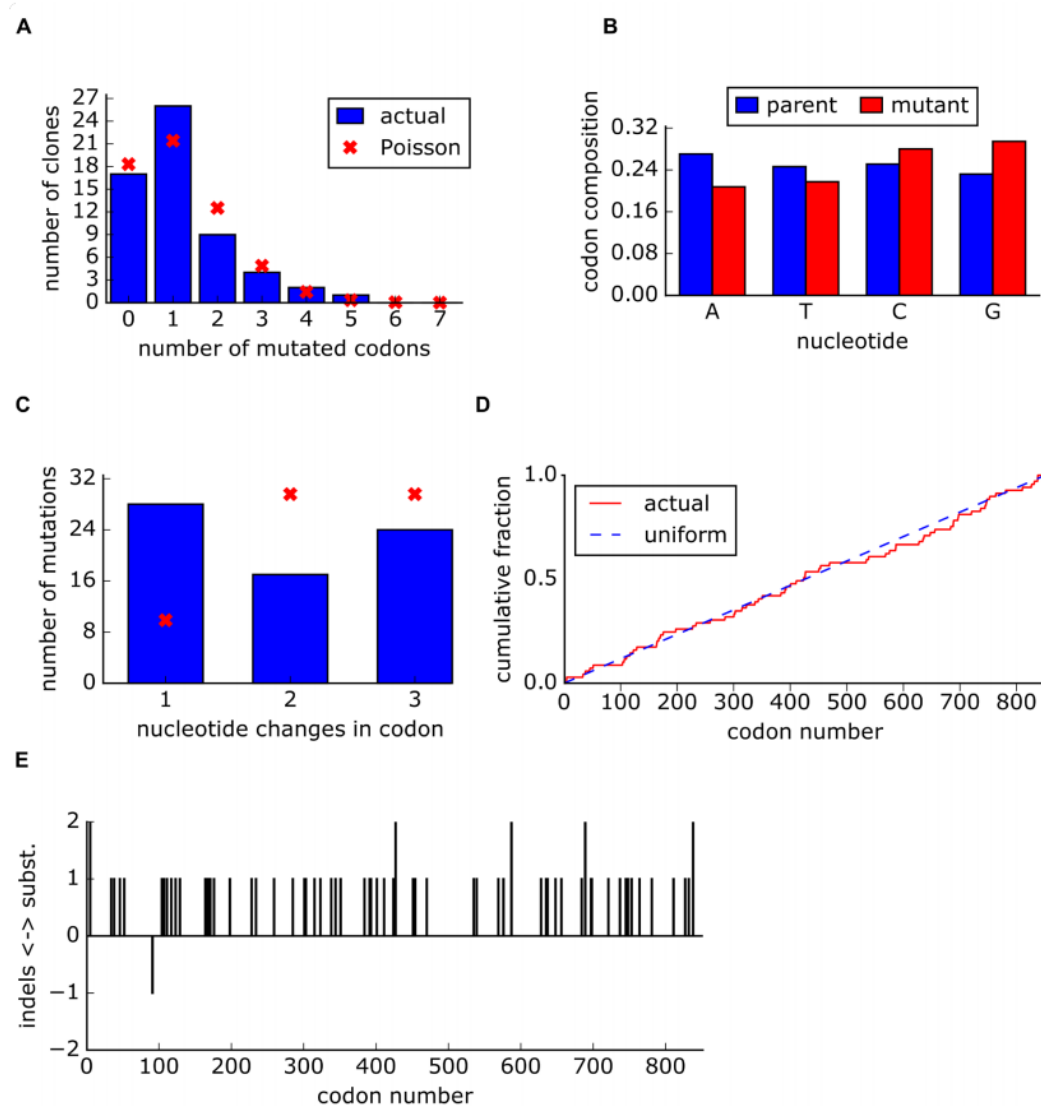 A
number of clones
27
24
21
18
15
12
9
6
3
0
0 1 2 3 4 5 6 7
number of mutated codons
actual
Poisson
B
parent mutant
codon composition
0.32
0.24
0.16
0.08
0.00
A T C G
nucleotide
C
number of mutations
32
24
16
8
0
1 2 3
nucleotide changes in codon
D
cumulative fraction
1.0
0.5
0.0
actual
uniform
0 100 200 300 400 500 600 700 800
codon number
E
indels <-> subst.
2
1
0
−1
−2
0 100 200 300 400 500 600 700 800
codon number